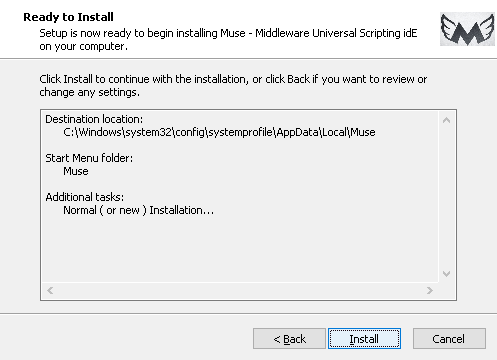 Ready to Install
Setup is now ready to begin installing Muse - Middleware Universal Scripting idE
on your computer.
M
Click Install to continue with the installation, or click Back if you want to review or
change any settings.
Destination location:
C:\Windows\system32\config\systemprofile\AppData\Local\Muse
Start Menu folder:
Muse
Additional tasks:
Normal ( or new ) Installation...
< Back
Install
Cancel